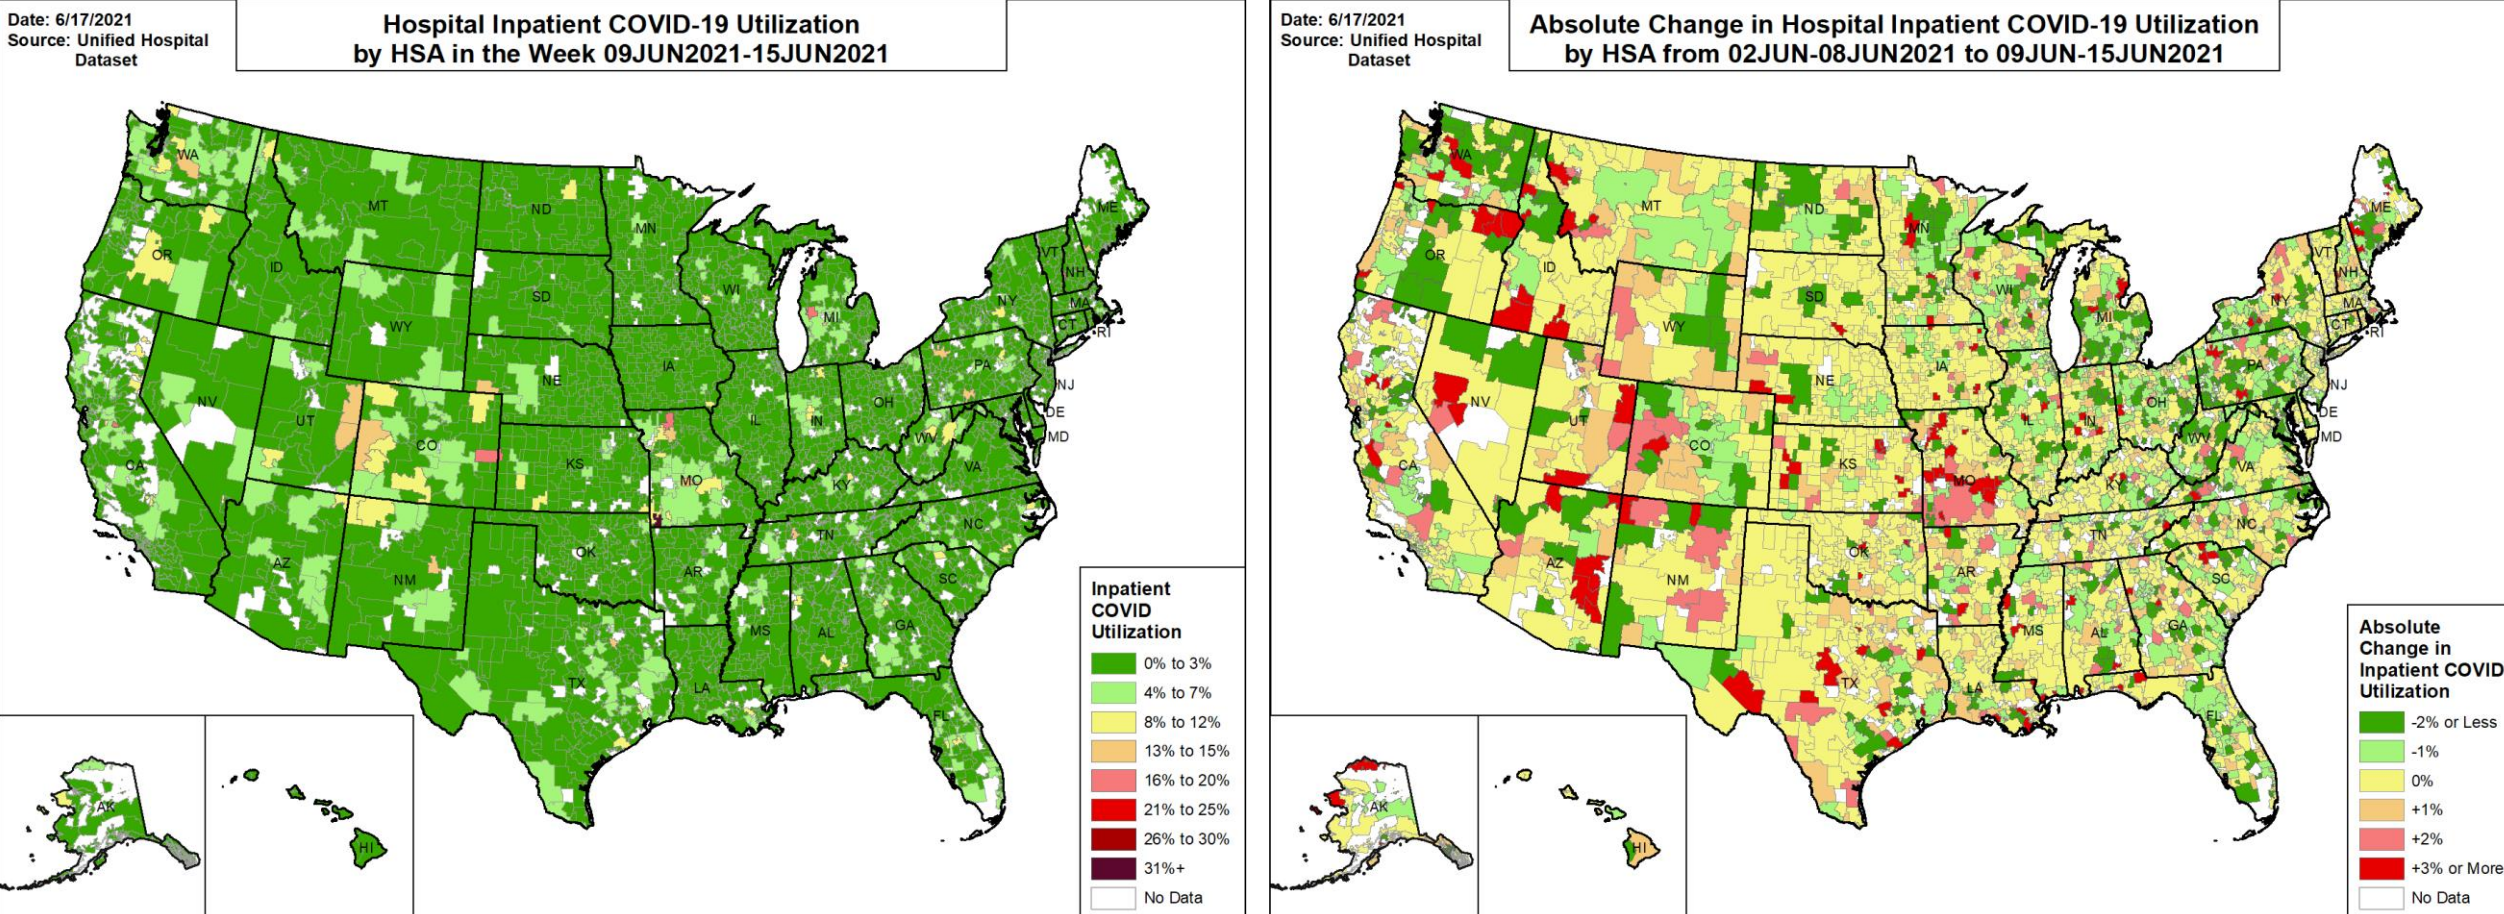 Date: 6/17/2021
Source: Unified Hospital
Dataset
Hospital Inpatient COVID-19 Utilization
by HSA in the Week 09JUN2021-15JUN2021
WA
MT
ND
MN
ME
OR
ID
SD
WI
MI
VT
NH
NY
MA
CT
RI
WY
NE
IA
PA
NJ
NV
UT
CO
IL
IN
OH
DE
MD
WV
CA
KS
MO
KY
VA
AZ
NM
OK
AR
TN
NC
SC
MS
AL
GA
TX
LA
FL
AK
HI
Inpatient
COVID
Utilization
0% to 3%
4% to 7%
8% to 12%
13% to 15%
16% to 20%
21% to 25%
26% to 30%
31%+
No Data
Date: 6/17/2021
Source: Unified Hospital
Dataset
Absolute Change in Hospital Inpatient COVID-19 Utilization
by HSA from 02JUN-08JUN2021 to 09JUN-15JUN2021
WA
MT
ND
MN
ME
OR
ID
SD
WI
MI
VT
NH
NY
MA
CT
RI
WY
NE
IA
PA
NJ
NV
UT
CO
IL
IN
OH
DE
MD
WV
CA
KS
MO
KY
VA
AZ
NM
OK
AR
TN
NC
SC
MS
AL
GA
TX
LA
FL
AK
HI
Absolute
Change in
Inpatient COVID
Utilization
-2% or Less
-1%
0%
+1%
+2%
+3% or More
No Data